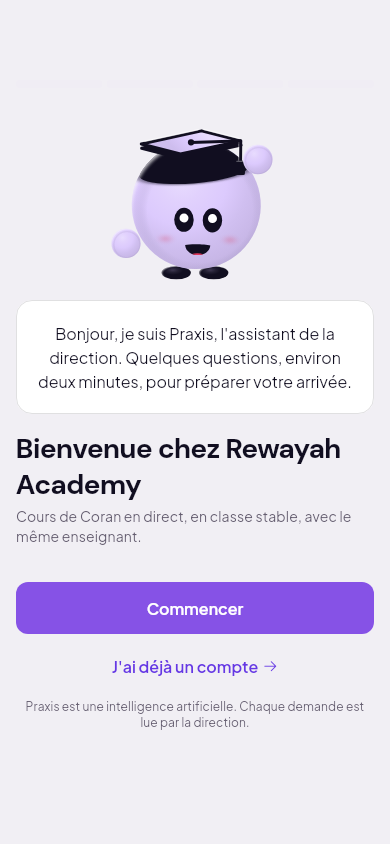 Bonjour, je suis Praxis, l'assistant de la
direction. Quelques questions, environ
deux minutes, pour préparer votre arrivée.
Bienvenue chez Rewayah
Academy
Cours de Coran en direct, en classe stable, avec le
même enseignant.
Commencer
J'ai déjà un compte →
Praxis est une intelligence artificielle. Chaque demande est
lue par la direction.